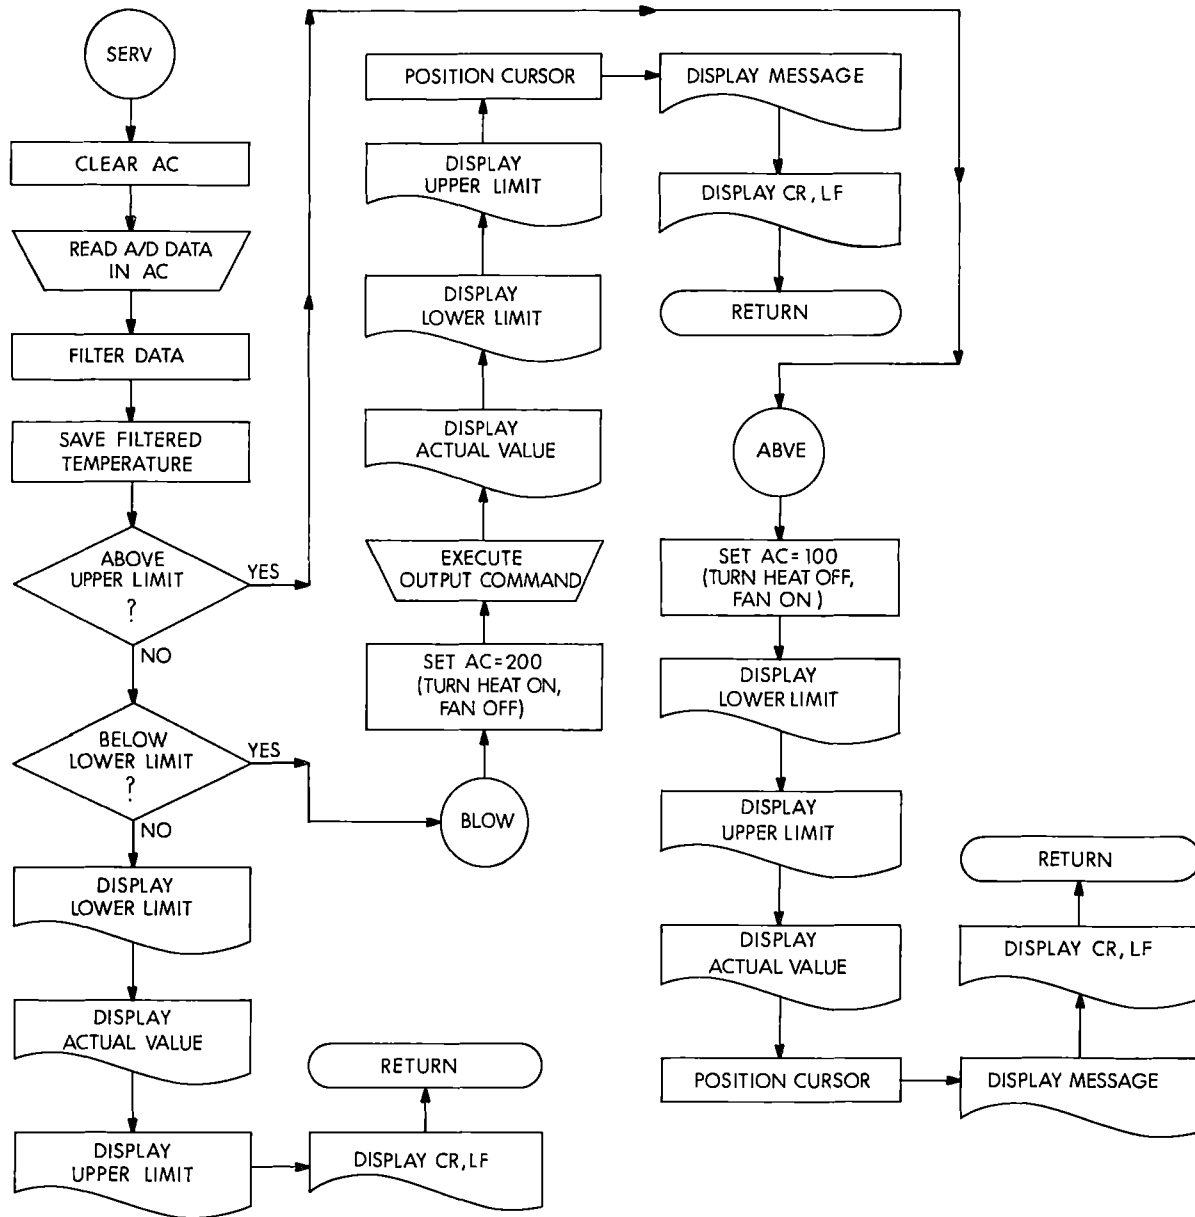 SERV
CLEAR AC
READ A/D DATA
IN AC
FILTER DATA
SAVE FILTERED
TEMPERATURE
ABOVE
UPPER LIMIT
?
YES
NO
BELOW
LOWER LIMIT
?
YES
NO
DISPLAY
LOWER LIMIT
DISPLAY
ACTUAL VALUE
DISPLAY
UPPER LIMIT
DISPLAY CR, LF
RETURN
BLOW
SET AC=200
(TURN HEAT ON,
FAN OFF)
EXECUTE
OUTPUT COMMAND
DISPLAY
ACTUAL VALUE
DISPLAY
LOWER LIMIT
DISPLAY
UPPER LIMIT
POSITION CURSOR
DISPLAY MESSAGE
DISPLAY CR, LF
RETURN
ABVE
SET AC=100
(TURN HEAT OFF,
FAN ON)
DISPLAY
LOWER LIMIT
DISPLAY
UPPER LIMIT
DISPLAY
ACTUAL VALUE
POSITION CURSOR
DISPLAY MESSAGE
DISPLAY CR, LF
RETURN